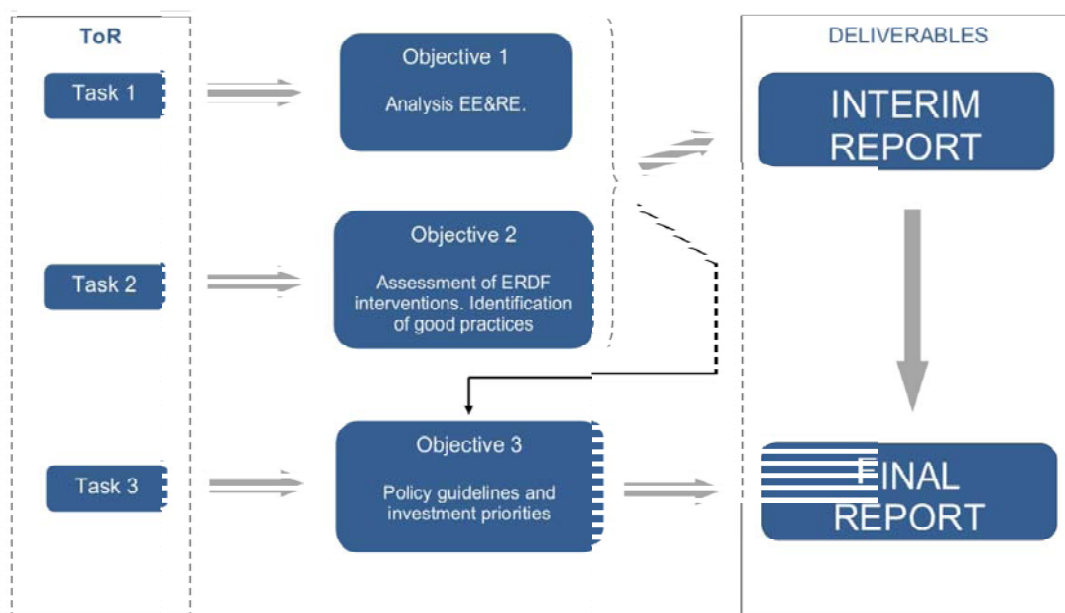 ToR
Task 1
Task 2
Task 3
Objective 1
Analysis EE&RE.
Objective 2
Assessment of ERDF
interventions. Identification
of good practices
Objective 3
Policy guidelines and
investment priorities
DELIVERABLES
INTERIM
REPORT
FINAL
REPORT